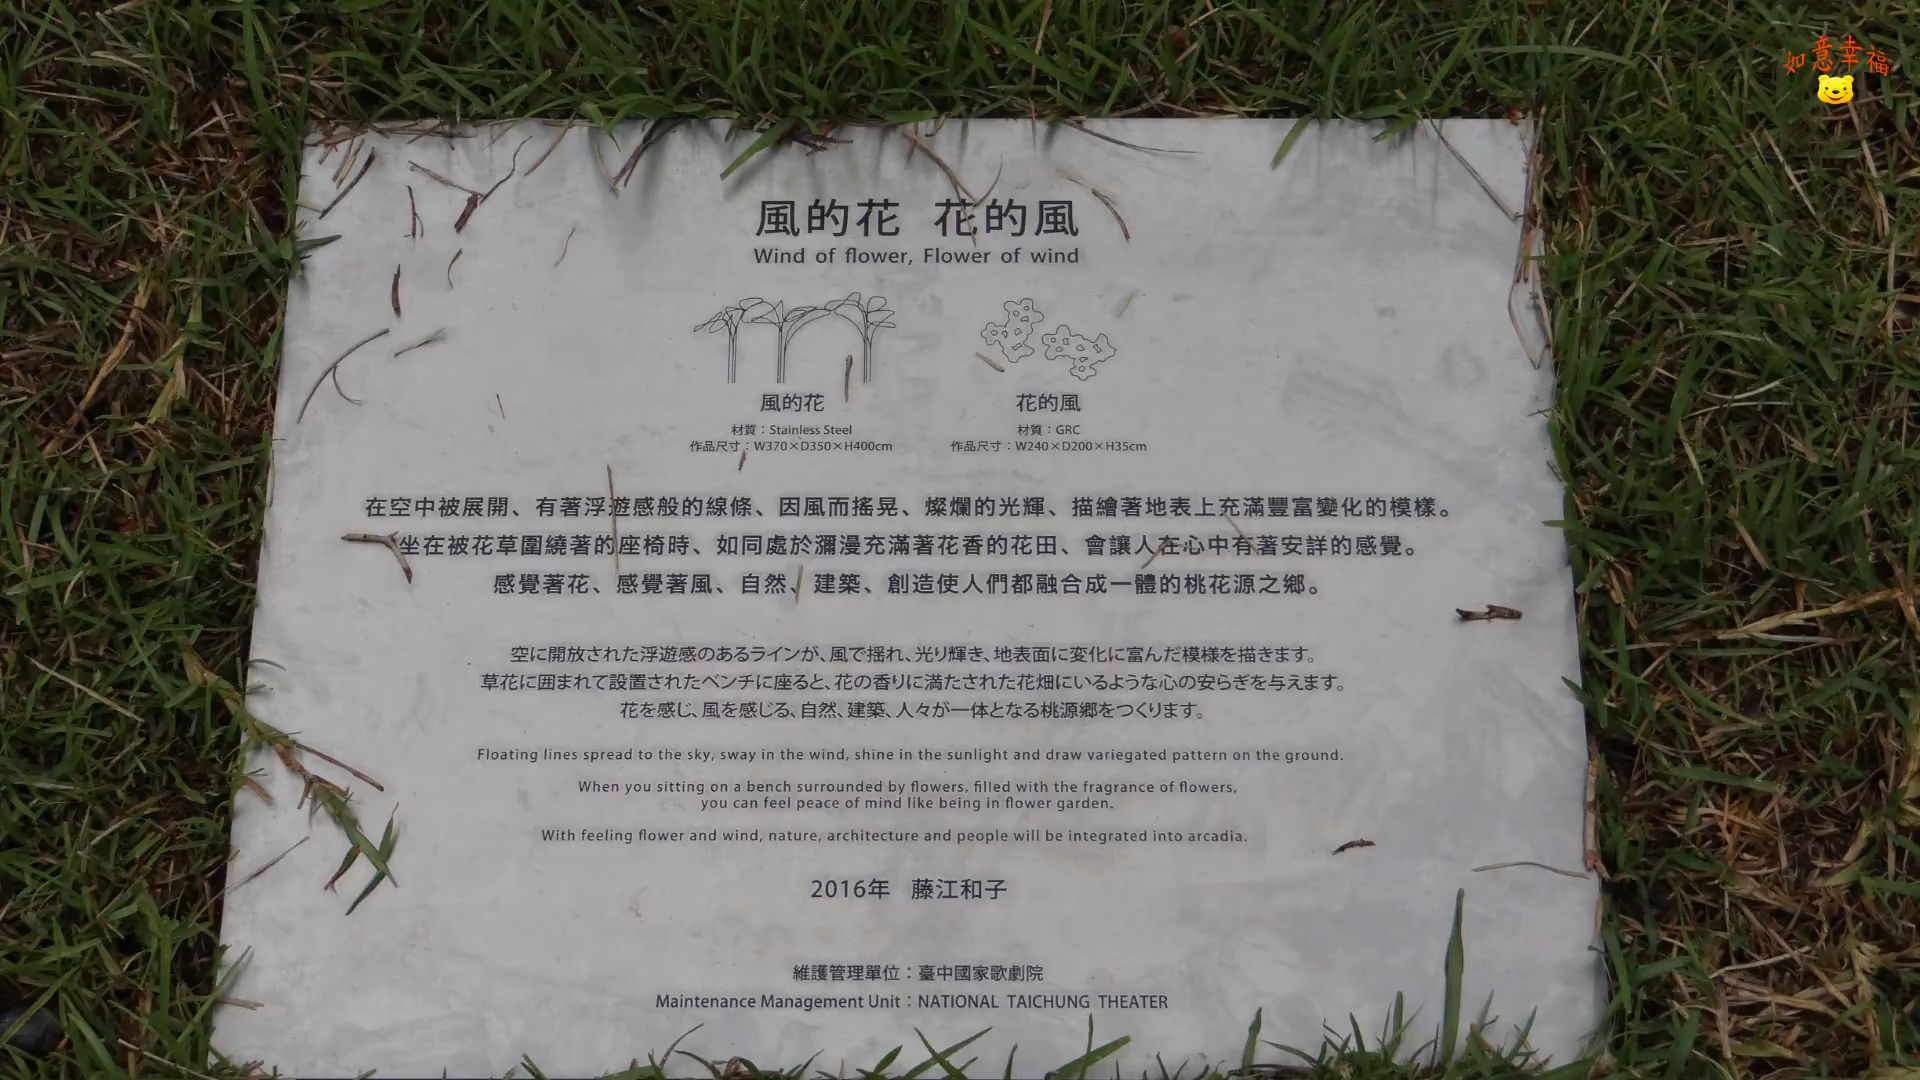 如意幸福
風的花 花的風
Wind of flower, Flower of wind
風的花 花的風
材質：Stainless Steel 材質：GRC
作品尺寸：W370×D350×H400cm 作品尺寸：W240×D200×H35cm
在空中被展開、有著浮遊感般的線條、因風而搖晃、燦爛的光輝、描繪著地表上充滿豐富變化的模樣。
坐在被花草圍繞著的座椅時、如同處於瀰漫充滿著花香的花田、會讓人在心中有著安詳的感覺。
感覺著花、感覺著風、自然、建築、創造使人們都融合成一體的桃花源之鄉。
空に開放された浮遊感のあるラインが、風で揺れ、光り輝き、地表面に変化に富んだ模様を描きます。
草花に囲まれて設置されたベンチに座ると、花の香りに満たされた花畑にいるような心の安らぎを与えます。
花を感じ、風を感じる、自然、建築、人々が一体となる桃源郷をつくります。
Floating lines spread to the sky, sway in the wind, shine in the sunlight and draw variegated pattern on the ground.
When you sitting on a bench surrounded by flowers, filled with the fragrance of flowers,
you can feel peace of mind like being in flower garden.
With feeling flower and wind, nature, architecture and people will be integrated into arcadia.
2016年 藤江和子
維護管理單位：臺中國家歌劇院
Maintenance Management Unit：NATIONAL TAICHUNG THEATER